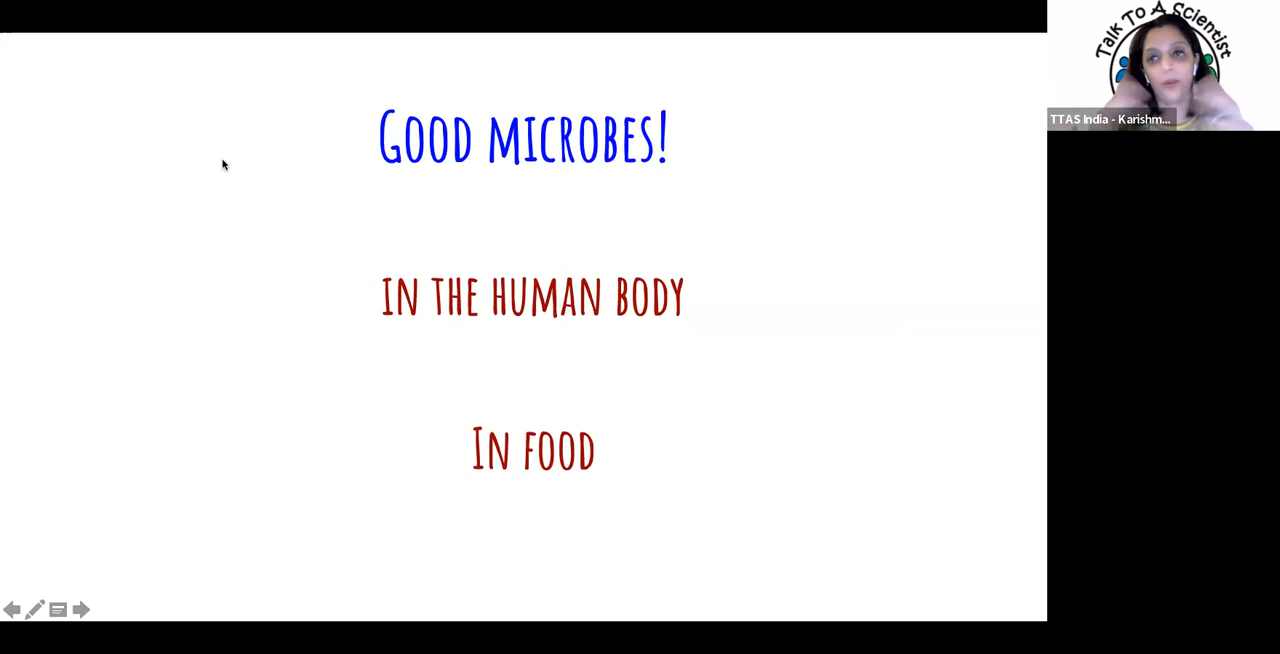 GOOD MICROBES!
IN THE HUMAN BODY
IN FOOD
Talk To A Scientist
TTAS India - Karishm...